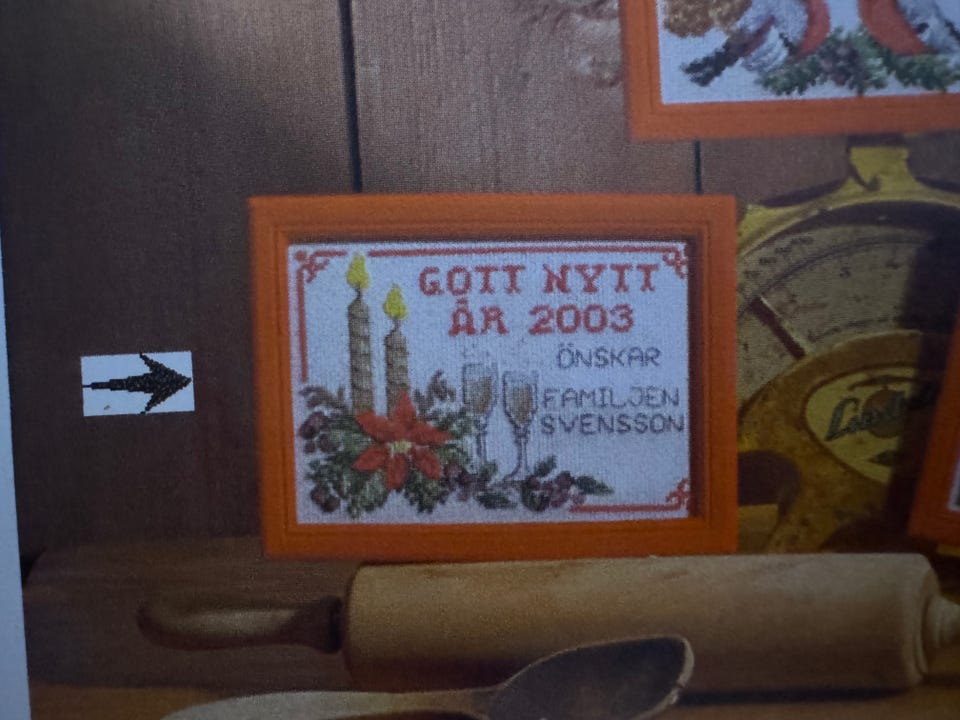 GOTT NYTT
ÅR 2003
ÖNSKAR
FAMILJEN
SVENSSON